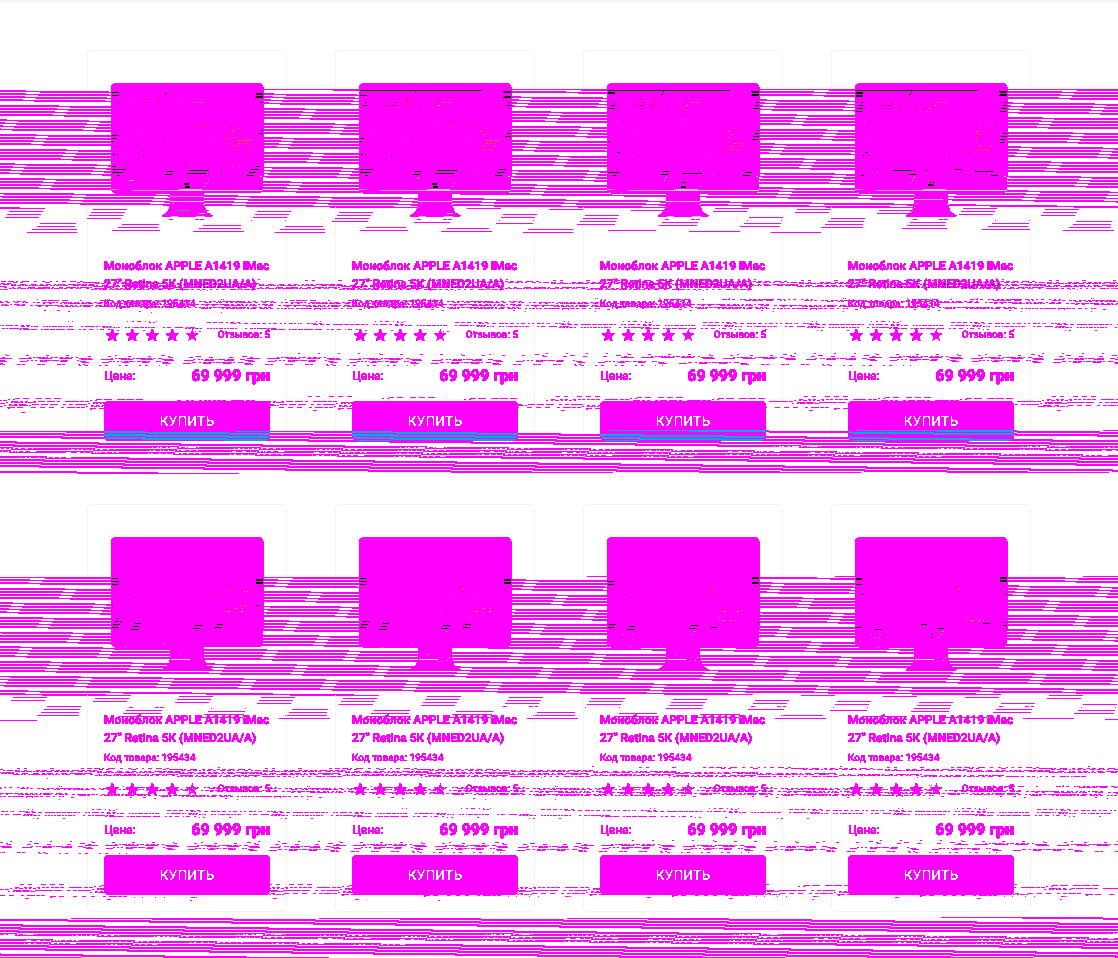 Моноблок APPLE A1419 iMac Моноблок APPLE A1419 iMac Моноблок APPLE A1419 iMac Моноблок APPLE A1419 iMac
27" Retina 5K (MNED2UA/A) 27" Retina 5K (MNED2UA/A) 27" Retina 5K (MNED2UA/A) 27" Retina 5K (MNED2UA/A)
Код товара: 195434 Код товара: 195434 Код товара: 195434 Код товара: 195434
Отзывов: 5 Отзывов: 5 Отзывов: 5 Отзывов: 5
Цена: 69 999 грн Цена: 69 999 грн Цена: 69 999 грн Цена: 69 999 грн
КУПИТЬ КУПИТЬ КУПИТЬ КУПИТЬ
Моноблок APPLE A1419 iMac Моноблок APPLE A1419 iMac Моноблок APPLE A1419 iMac Моноблок APPLE A1419 iMac
27" Retina 5K (MNED2UA/A) 27" Retina 5K (MNED2UA/A) 27" Retina 5K (MNED2UA/A) 27" Retina 5K (MNED2UA/A)
Код товара: 195434 Код товара: 195434 Код товара: 195434 Код товара: 195434
Отзывов: 5 Отзывов: 5 Отзывов: 5 Отзывов: 5
Цена: 69 999 грн Цена: 69 999 грн Цена: 69 999 грн Цена: 69 999 грн
КУПИТЬ КУПИТЬ КУПИТЬ КУПИТЬ